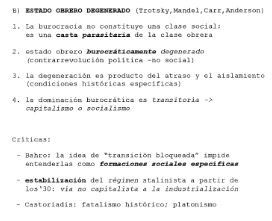 B) ESTADO OBRERO DEGENERADO (Trotsky,Mandel,Carr,Anderson)
1. La burocracia no constituye una clase social:
es una casta parasitaria de la clase obrera
2. estado obrero burocráticamente degenerado
(contrarrevolución política -no social)
3. la degeneración es producto del atraso y el aislamiento
(condiciones históricas específicas)
4. la dominación burocrática es transitoria ->
capitalismo o socialismo
Críticas:
- Bahro: la idea de "transición bloqueada" impide
entenderlas como formaciones sociales específicas
- estabilización del régimen stalinista a partir de
los'30: vía no capitalista a la industrialización
- Castoriadis: fatalismo histórico; platonismo